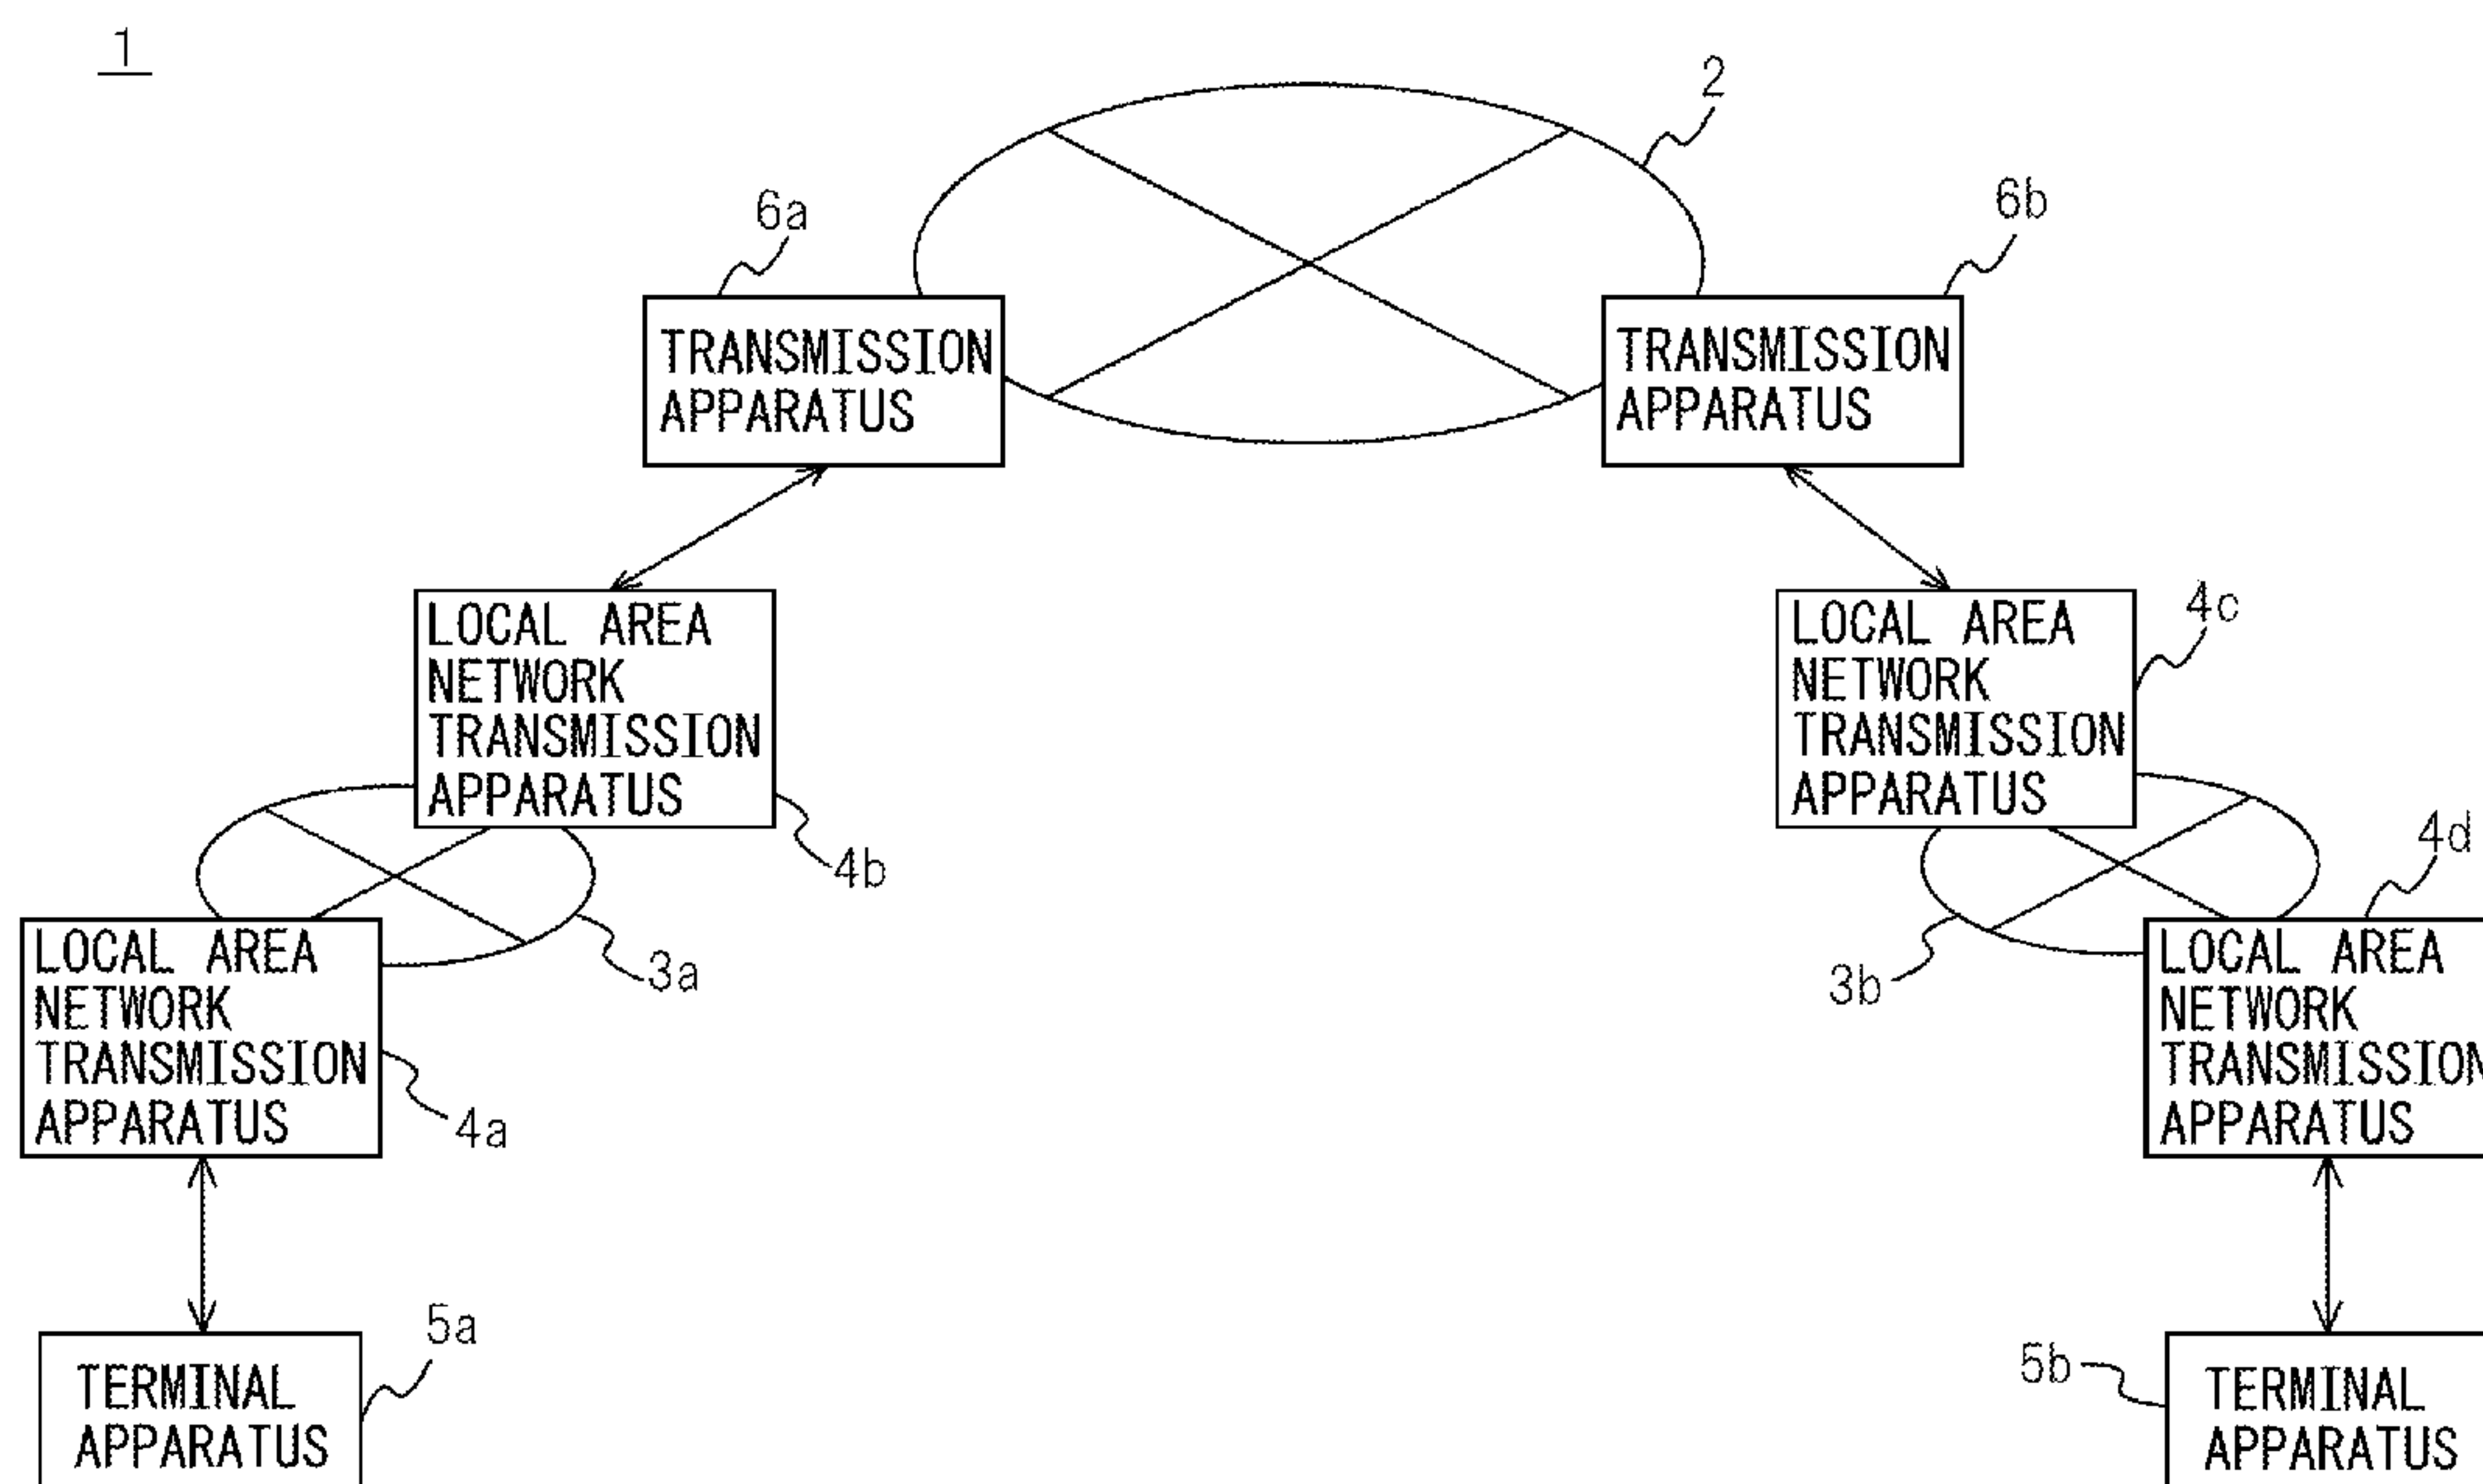 1
2
6a
6b
TRANSMISSION
APPARATUS
TRANSMISSION
APPARATUS
LOCAL AREA
NETWORK
TRANSMISSION
APPARATUS
4b
LOCAL AREA
NETWORK
TRANSMISSION
APPARATUS
4c
3a
3b
4d
LOCAL AREA
NETWORK
TRANSMISSION
APPARATUS
4a
LOCAL AREA
NETWORK
TRANSMISSION
APPARATUS
5a
TERMINAL
APPARATUS
5b
TERMINAL
APPARATUS